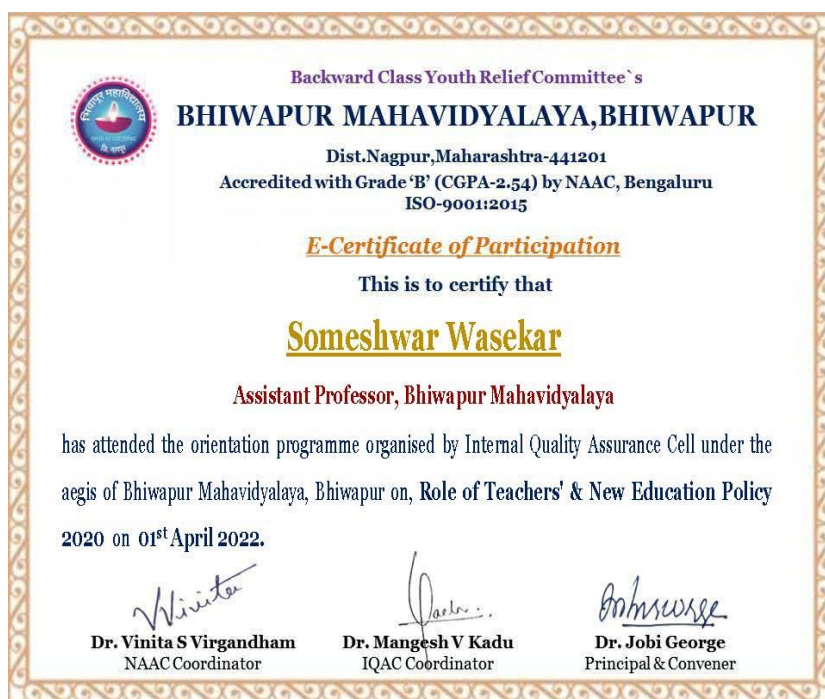 Backward Class Youth Relief Committee`s
BHIWAPUR MAHAVIDYALAYA,BHIWAPUR
भिवापूर महाविद्यालय
जि. नागपूर
Dist.Nagpur,Maharashtra-441201
Accredited with Grade ‘B’ (CGPA-2.54) by NAAC, Bengaluru
ISO-9001:2015
E-Certificate of Participation
This is to certify that
Someshwar Wasekar
Assistant Professor, Bhiwapur Mahavidyalaya
has attended the orientation programme organised by Internal Quality Assurance Cell under the
aegis of Bhiwapur Mahavidyalaya, Bhiwapur on, Role of Teachers' & New Education Policy
2020 on 01st April 2022.
Dr. Vinita S Virgandham
NAAC Coordinator
Dr. Mangesh V Kadu
IQAC Coordinator
Dr. Jobi George
Principal & Convener